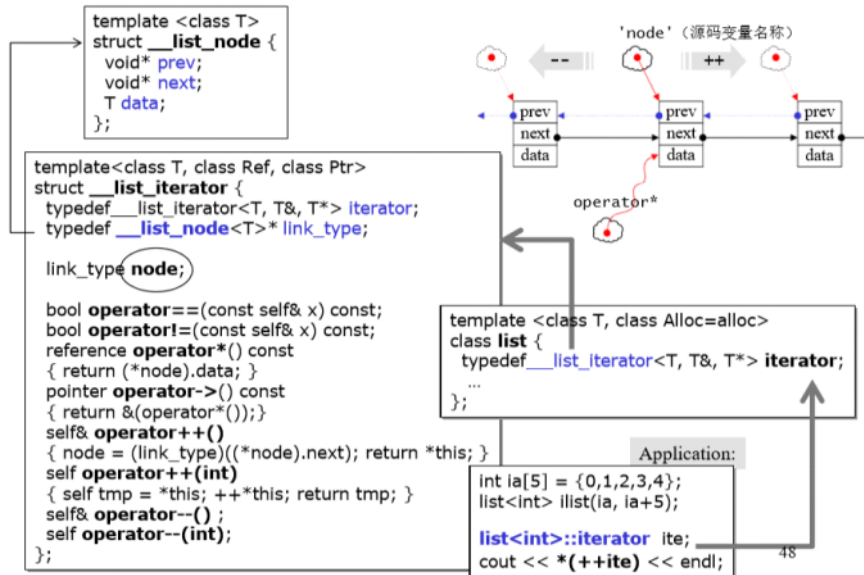 template <class T>
struct __list_node {
void* prev;
void* next;
T data;
};
'node' (源码变量名称)
--
++
prev
next
data
prev
next
data
prev
next
data
operator*
template<class T, class Ref, class Ptr>
struct __list_iterator {
typedef__list_iterator<T, T&, T*> iterator;
typedef __list_node<T>* link_type;
link_type node;
bool operator==(const self& x) const;
bool operator!=(const self& x) const;
reference operator*() const
{ return (*node).data; }
pointer operator->() const
{ return &(operator*());}
self& operator++()
{ node = (link_type)((*node).next); return *this; }
self operator++(int)
{ self tmp = *this; ++*this; return tmp; }
self& operator--() ;
self operator--(int);
};
template <class T, class Alloc=alloc>
class list {
typedef__list_iterator<T, T&, T*> iterator;
...
};
Application:
int ia[5] = {0,1,2,3,4};
list<int> ilist(ia, ia+5);
list<int>::iterator ite;
cout << *(++ite) << endl;
48